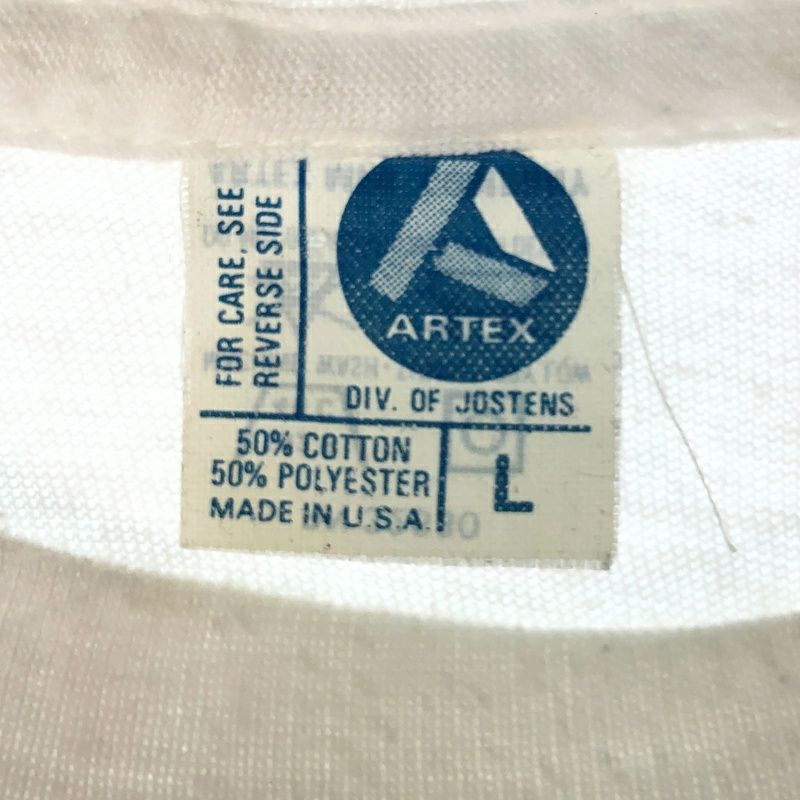 FOR CARE, SEE
REVERSE SIDE
ARTEX
DIV. OF JOSTENS
50% COTTON
50% POLYESTER
MADE IN U.S.A.
L